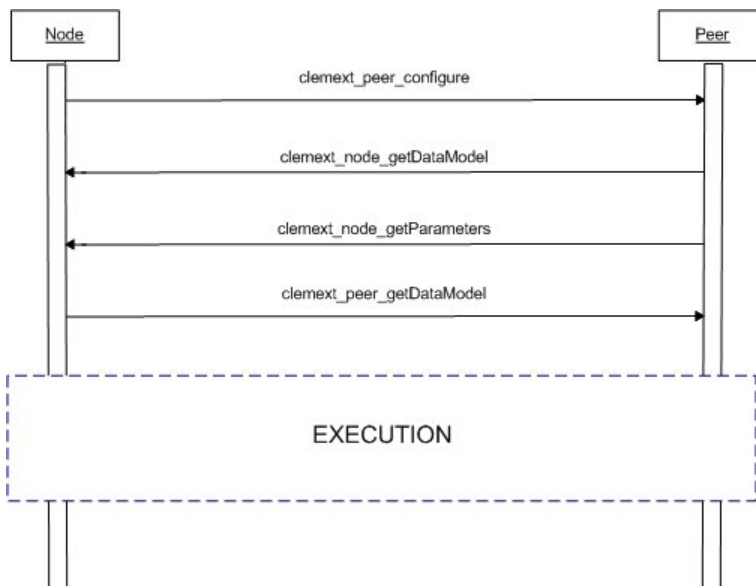 Node
Peer
clemext_peer_configure
clemext_node_getDataModel
clemext_node_getParameters
clemext_peer_getDataModel
EXECUTION